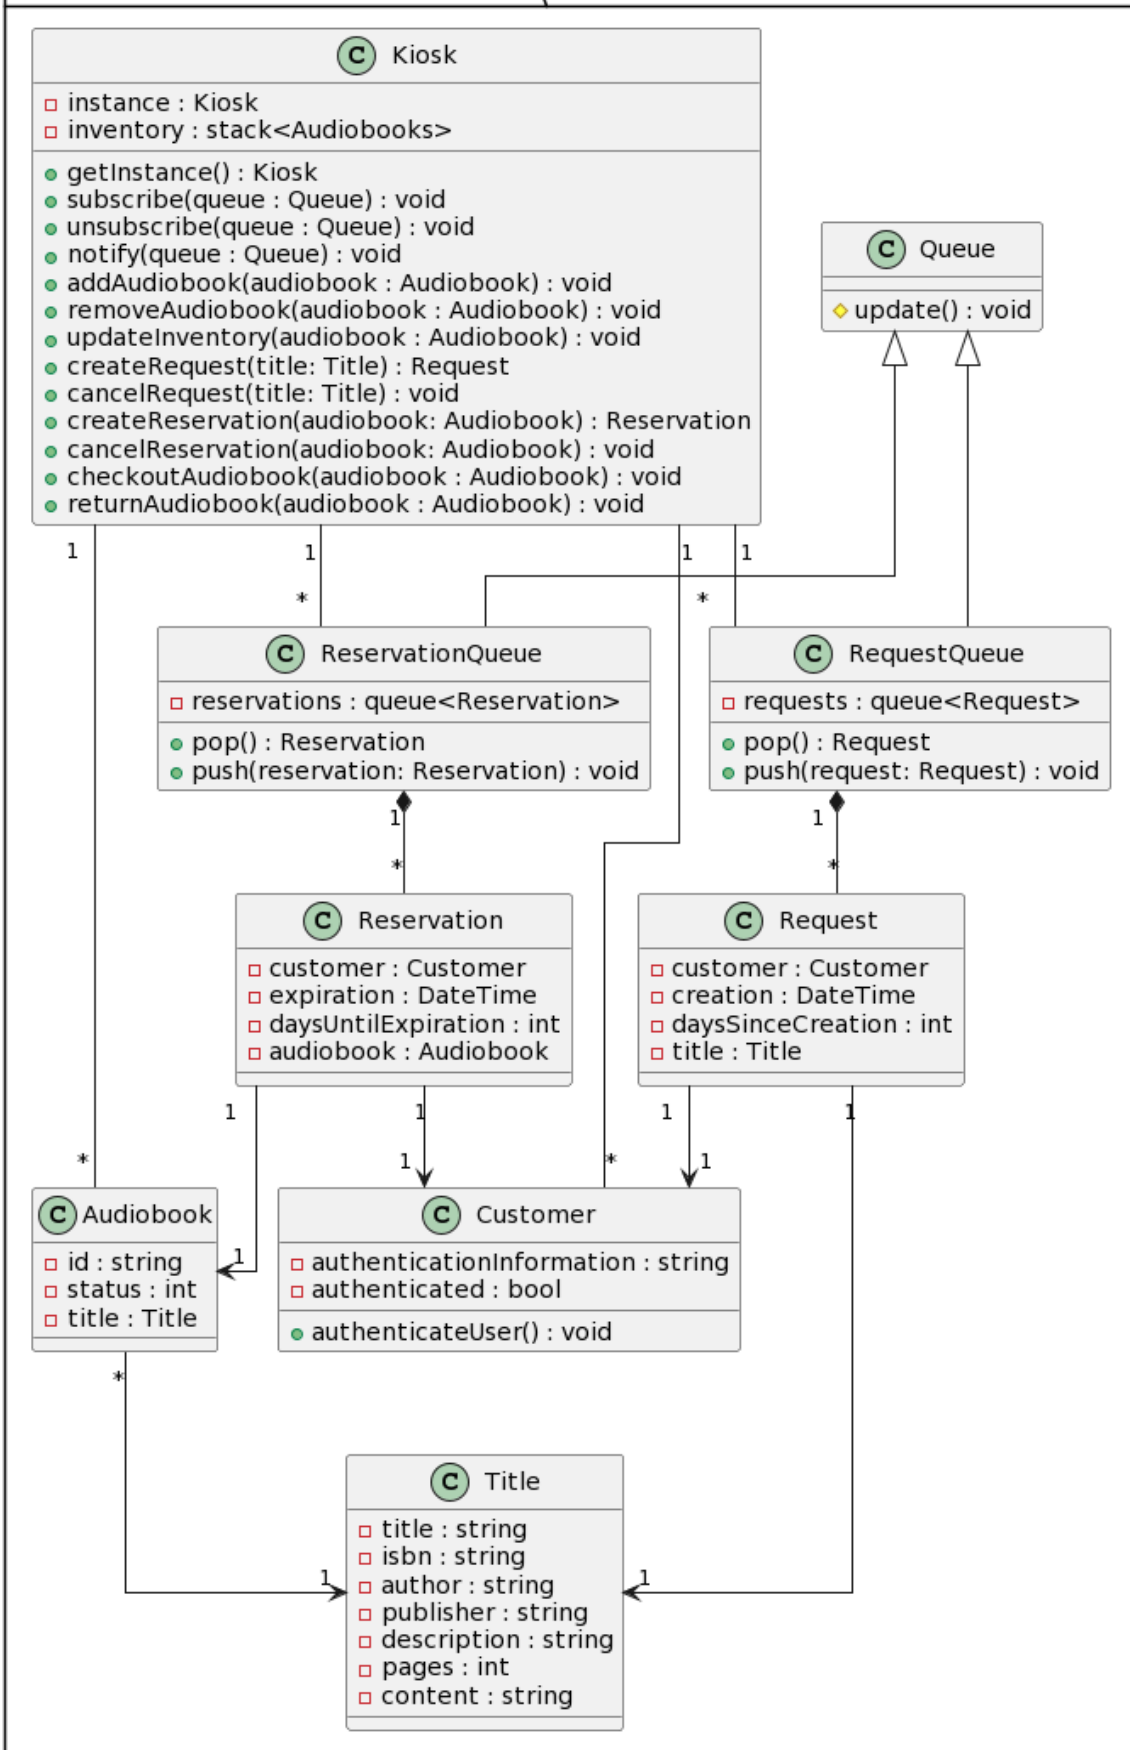 C Kiosk
instance : Kiosk
inventory : stack<Audiobooks>
getInstance() : Kiosk
subscribe(queue : Queue) : void
unsubscribe(queue : Queue) : void
notify(queue : Queue) : void
addAudiobook(audiobook : Audiobook) : void
removeAudiobook(audiobook : Audiobook) : void
updateInventory(audiobook : Audiobook) : void
createRequest(title: Title) : Request
cancelRequest(title: Title) : void
createReservation(audiobook: Audiobook) : Reservation
cancelReservation(audiobook: Audiobook) : void
checkoutAudiobook(audiobook : Audiobook) : void
returnAudiobook(audiobook : Audiobook) : void
C Queue
update() : void
1 1 1 1
* *
C ReservationQueue
reservations : queue<Reservation>
pop() : Reservation
push(reservation: Reservation) : void
C RequestQueue
requests : queue<Request>
pop() : Request
push(request: Request) : void
1 1
* *
C Reservation
customer : Customer
expiration : DateTime
daysUntilExpiration : int
audiobook : Audiobook
C Request
customer : Customer
creation : DateTime
daysSinceCreation : int
title : Title
1 1 1 1
* 1 * 1
C Audiobook
id : string
status : int
title : Title
1
C Customer
authenticationInformation : string
authenticated : bool
authenticateUser() : void
*
C Title
title : string
isbn : string
author : string
publisher : string
description : string
pages : int
content : string
1 1